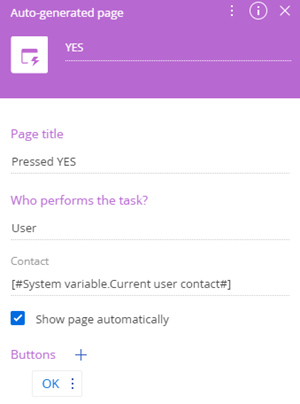 Auto-generated page
YES
Page title
Pressed YES
Who performs the task?
User
Contact
[#System variable.Current user contact#]
Show page automatically
Buttons
OK